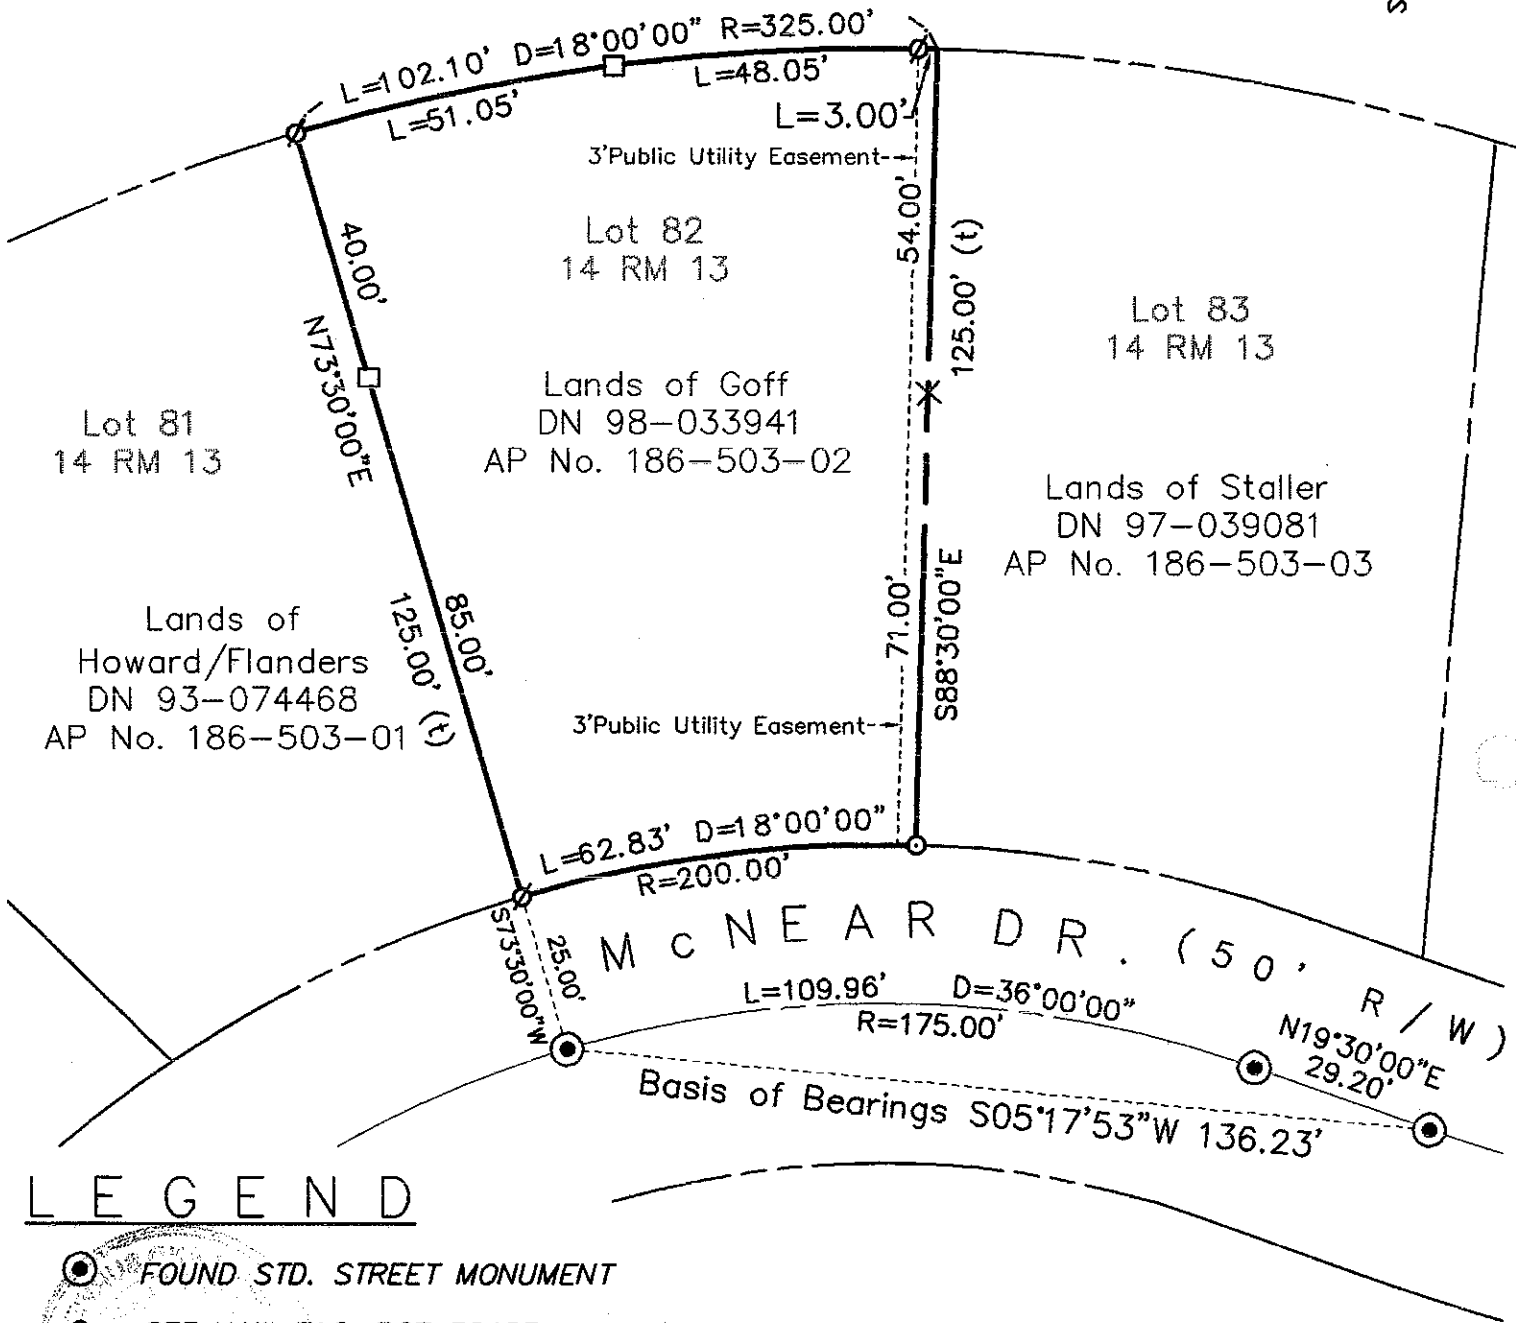 L=102.10' D=18°00'00" R=325.00'
L=51.05'
L=48.05'
L=3.00'
3'Public Utility Easement
40.00'
N73°30'00"E
85.00'
125.00' (t)
Lot 82
14 RM 13
54.00'
125.00' (t)
Lot 83
14 RM 13
Lot 81
14 RM 13
Lands of Goff
DN 98-033941
AP No. 186-503-02
Lands of Staller
DN 97-039081
AP No. 186-503-03
Lands of
Howard/Flanders
DN 93-074468
AP No. 186-503-01
71.00'
S88°30'00"E
3'Public Utility Easement
L=62.83' D=18°00'00"
R=200.00'
S73°30'00"W
25.00'
McNEAR DR. (50' R/W)
L=109.96' D=36°00'00"
R=175.00'
N19°30'00"E
29.20'
Basis of Bearings S05°17'53"W 136.23'
LEGEND
FOUND STD. STREET MONUMENT